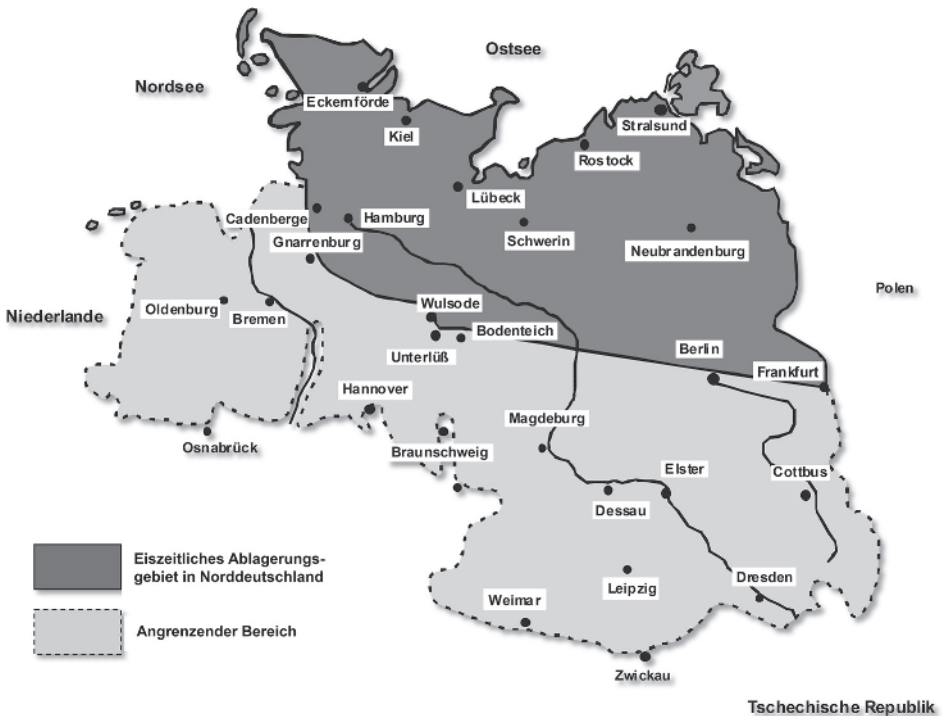 Ostsee
Nordsee
Eckernförde
Kiel
Stralsund
Rostock
Lübeck
Cadenberge
Hamburg
Schwerin
Gnarrenburg
Neubrandenburg
Polen
Niederlande
Oldenburg
Bremen
Wulsode
Bodenteich
Unterlüß
Berlin
Frankfurt
Hannover
Magdeburg
Osnabrück
Braunschweig
Elster
Cottbus
Dessau
Eiszeitliches Ablagerungs-
gebiet in Norddeutschland
Leipzig
Dresden
Weimar
Angrenzender Bereich
Zwickau
Tschechische Republik